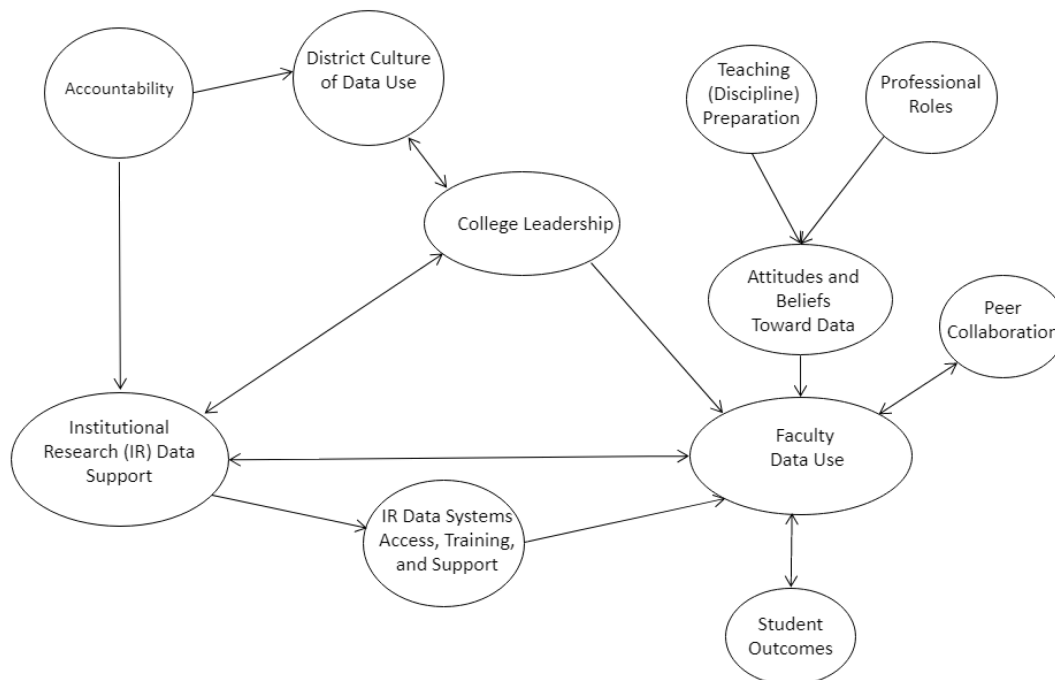 Accountability
District Culture
of Data Use
Teaching
(Discipline)
Preparation
Professional
Roles
College Leadership
Attitudes and
Beliefs
Toward Data
Peer
Collaboration
Institutional
Research (IR) Data
Support
Faculty
Data Use
IR Data Systems
Access, Training,
and Support
Student
Outcomes